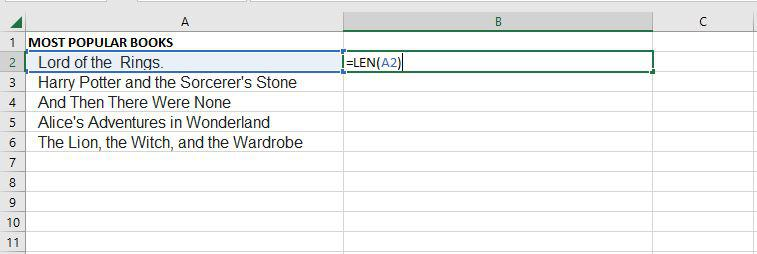 A B C
1 MOST POPULAR BOOKS
2 Lord of the  Rings. =LEN(A2)
3 Harry Potter and the Sorcerer's Stone
4 And Then There Were None
5 Alice's Adventures in Wonderland
6 The Lion, the Witch, and the Wardrobe
7
8
9
10
11